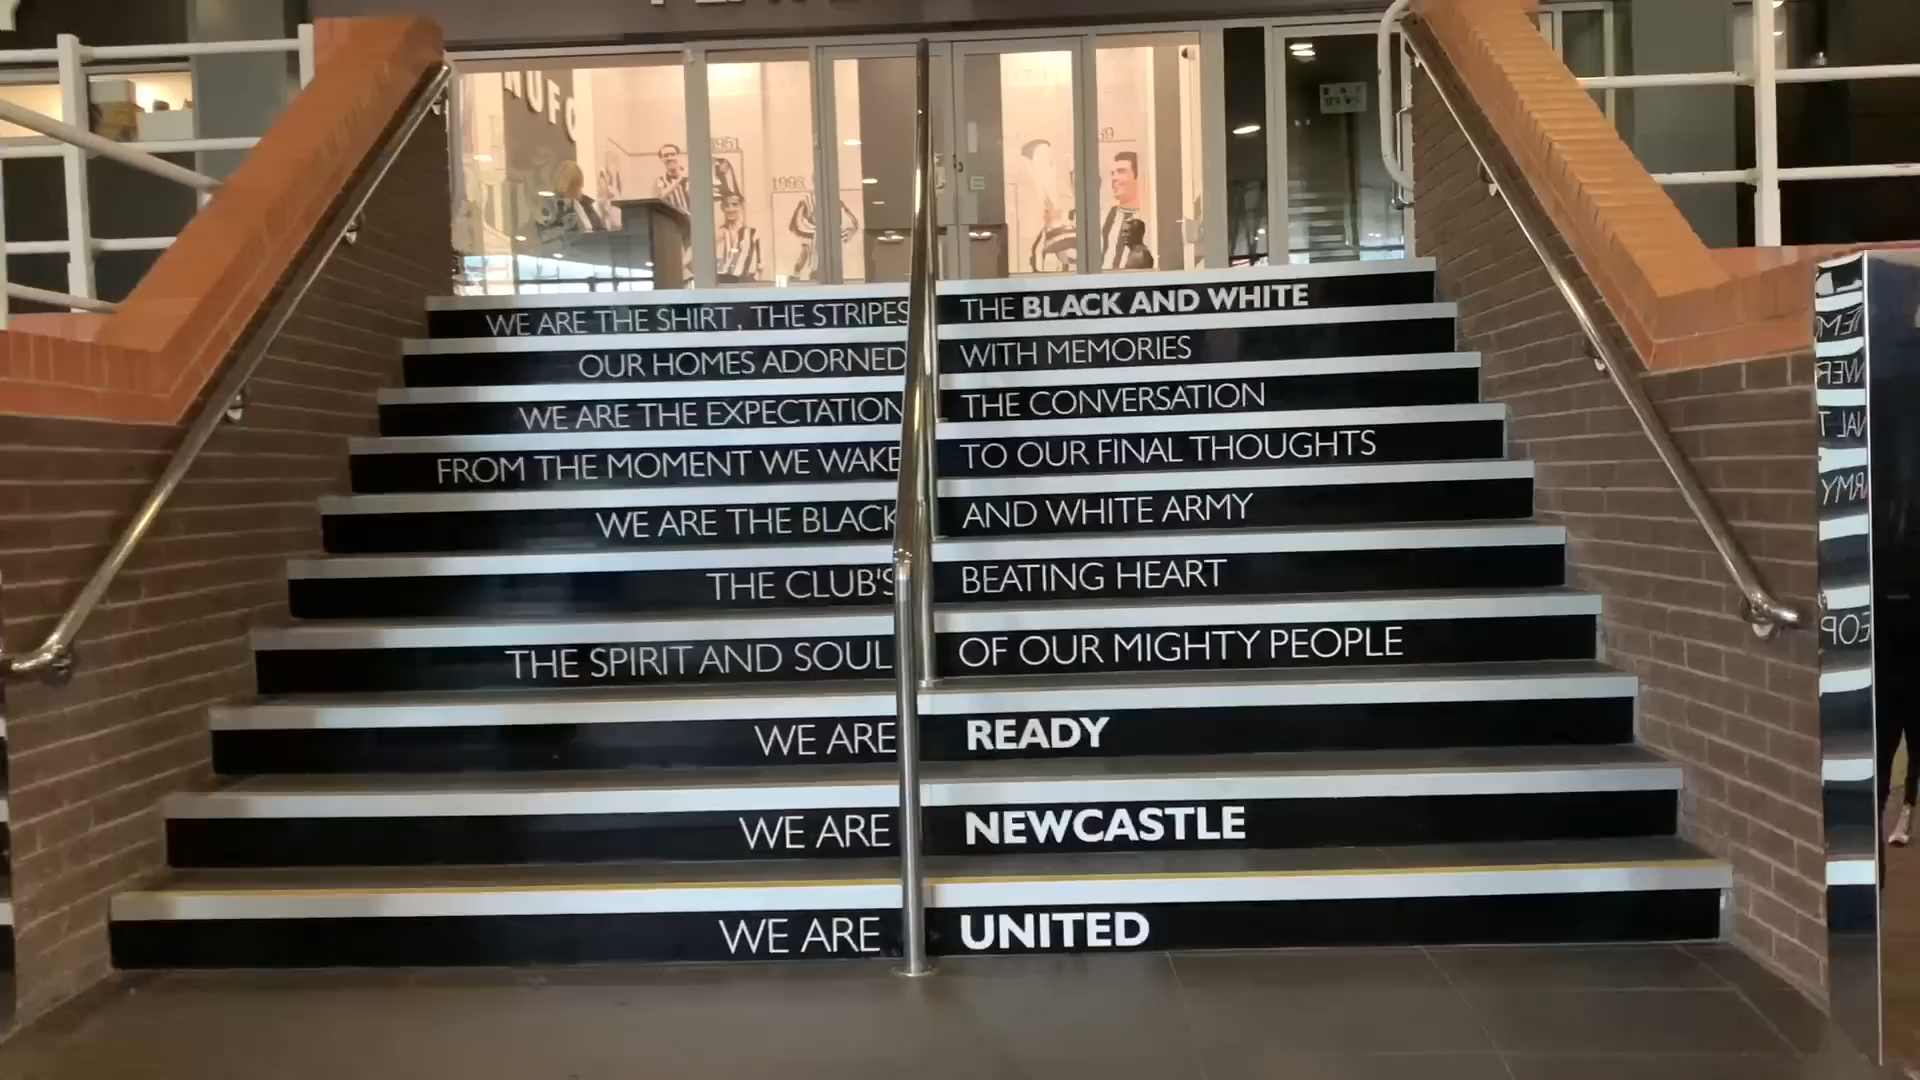 NUFC
1951
1993
WE ARE THE SHIRT, THE STRIPES THE BLACK AND WHITE
OUR HOMES ADORNED WITH MEMORIES
WE ARE THE EXPECTATION THE CONVERSATION
FROM THE MOMENT WE WAKE TO OUR FINAL THOUGHTS
WE ARE THE BLACK AND WHITE ARMY
THE CLUB'S BEATING HEART
THE SPIRIT AND SOUL OF OUR MIGHTY PEOPLE
WE ARE READY
WE ARE NEWCASTLE
WE ARE UNITED